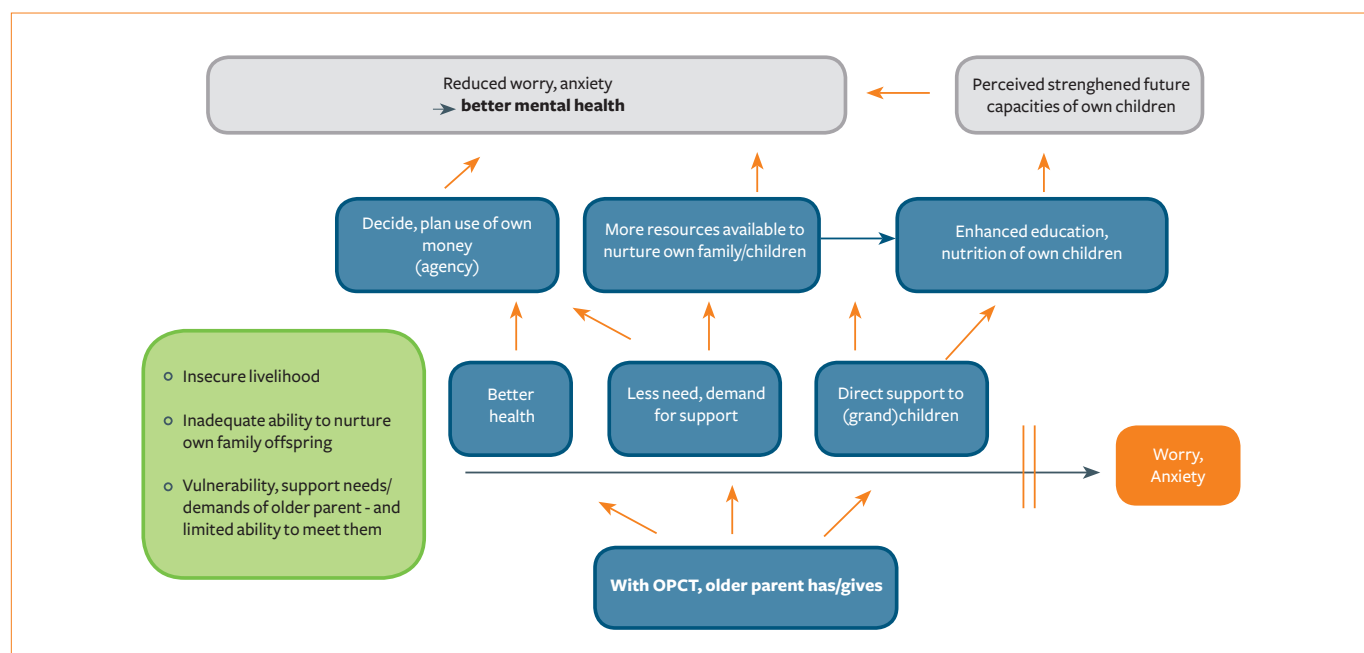 Reduced worry, anxiety
better mental health
Perceived strenghened future
capacities of own children
Decide, plan use of own
money
(agency)
More resources available to
nurture own family/children
Enhanced education,
nutrition of own children
Insecure livelihood
Inadequate ability to nurture
own family offspring
Vulnerability, support needs/
demands of older parent - and
limited ability to meet them
Better
health
Less need, demand
for support
Direct support to
(grand)children
Worry,
Anxiety
With OPCT, older parent has/gives